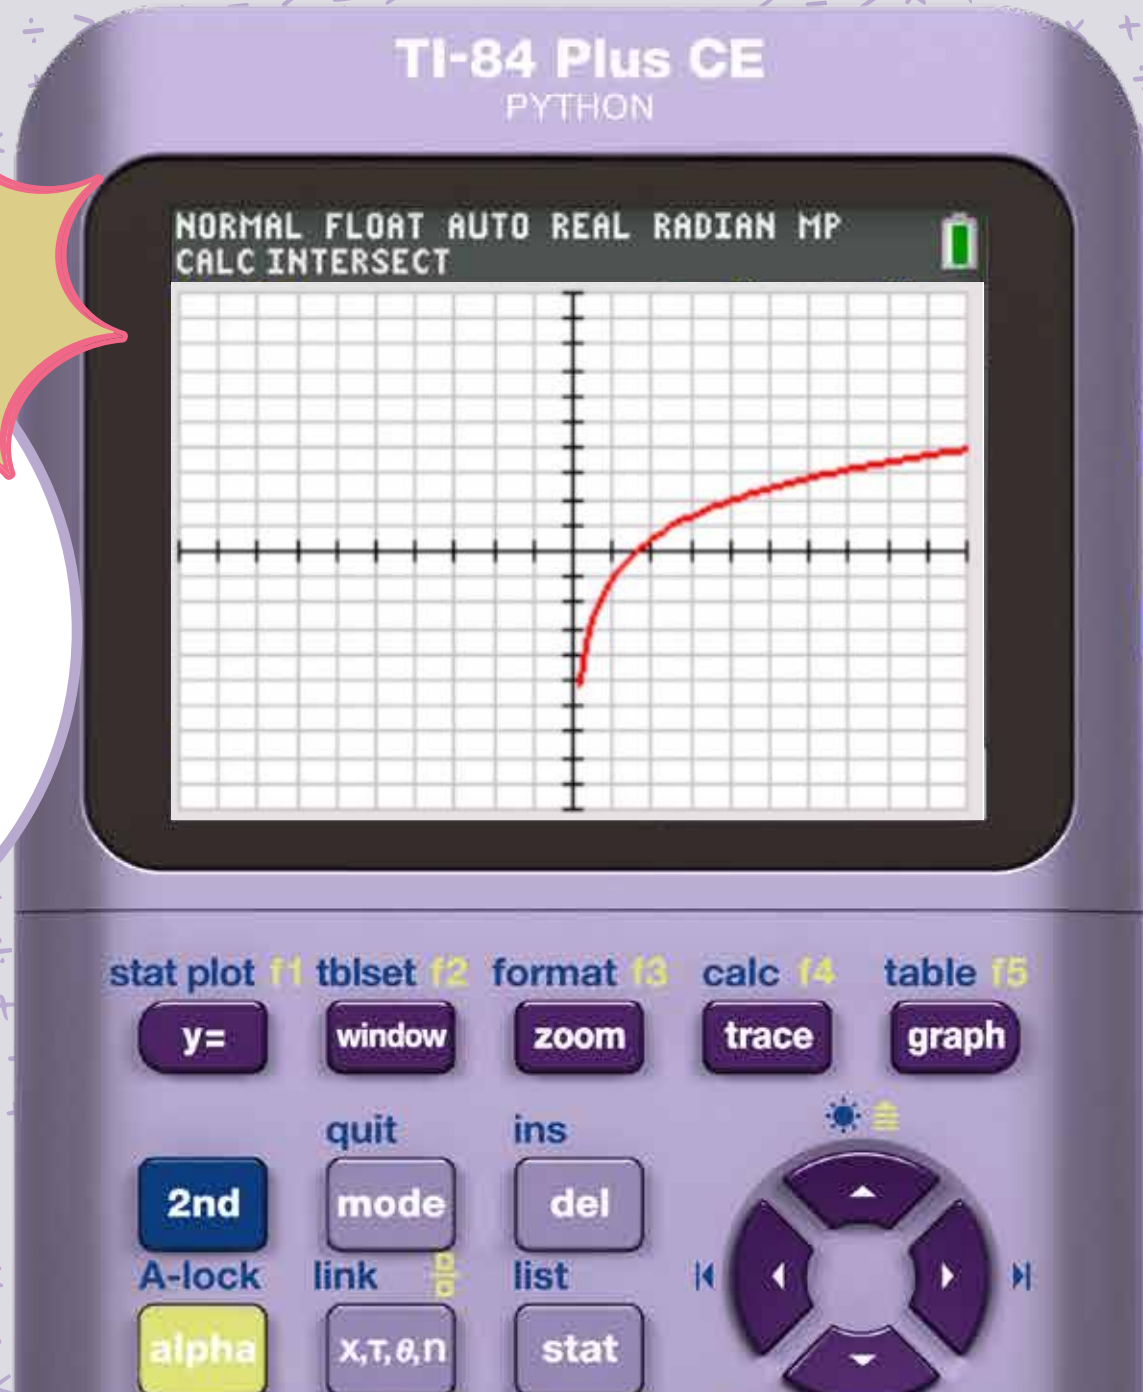 TI-84 Plus CE
PYTHON
NORMAL FLOAT AUTO REAL RADIAN MP
CALC INTERSECT
stat plot f1 tblset f2 format f3 calc f4 table f5
y= window zoom trace graph
quit ins
2nd mode del
A-lock link list
alpha X,T,θ,n stat